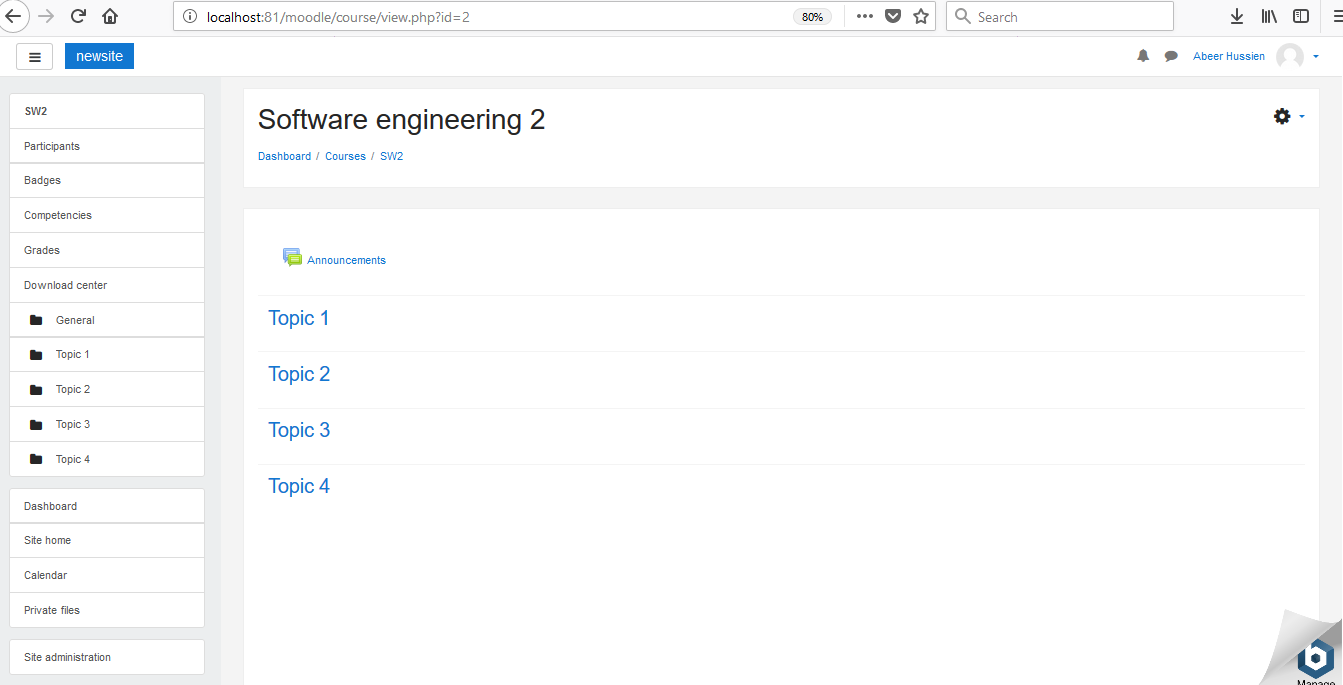 localhost:81/moodle/course/view.php?id=2
80%
Search
newsite
Abeer Hussien
SW2
Participants
Badges
Competencies
Grades
Download center
General
Topic 1
Topic 2
Topic 3
Topic 4
Dashboard
Site home
Calendar
Private files
Site administration
Software engineering 2
Dashboard / Courses / SW2
Announcements
Topic 1
Topic 2
Topic 3
Topic 4
Manage